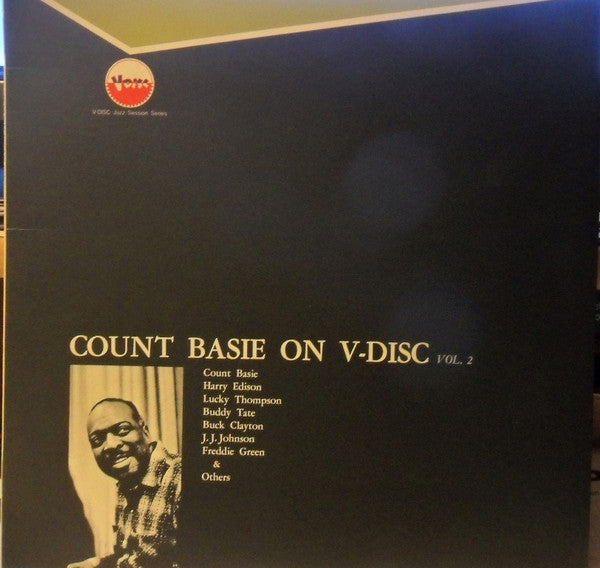 V-DISC
V-DISC Jazz Session Series
COUNT BASIE ON V-DISC VOL. 2
Count Basie
Harry Edison
Lucky Thompson
Buddy Tate
Buck Clayton
J. J. Johnson
Freddie Green
&
Others